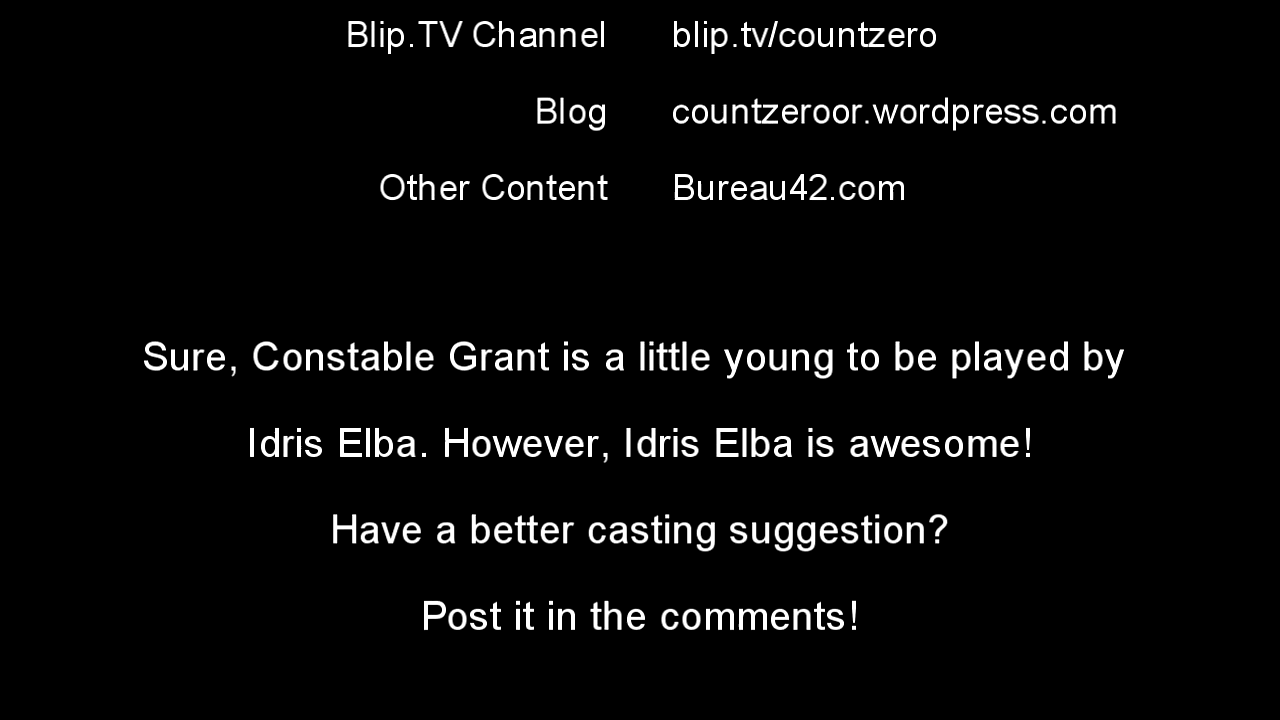 Blip.TV Channel blip.tv/countzero
Blog countzeroor.wordpress.com
Other Content Bureau42.com
Sure, Constable Grant is a little young to be played by
Idris Elba. However, Idris Elba is awesome!
Have a better casting suggestion?
Post it in the comments!